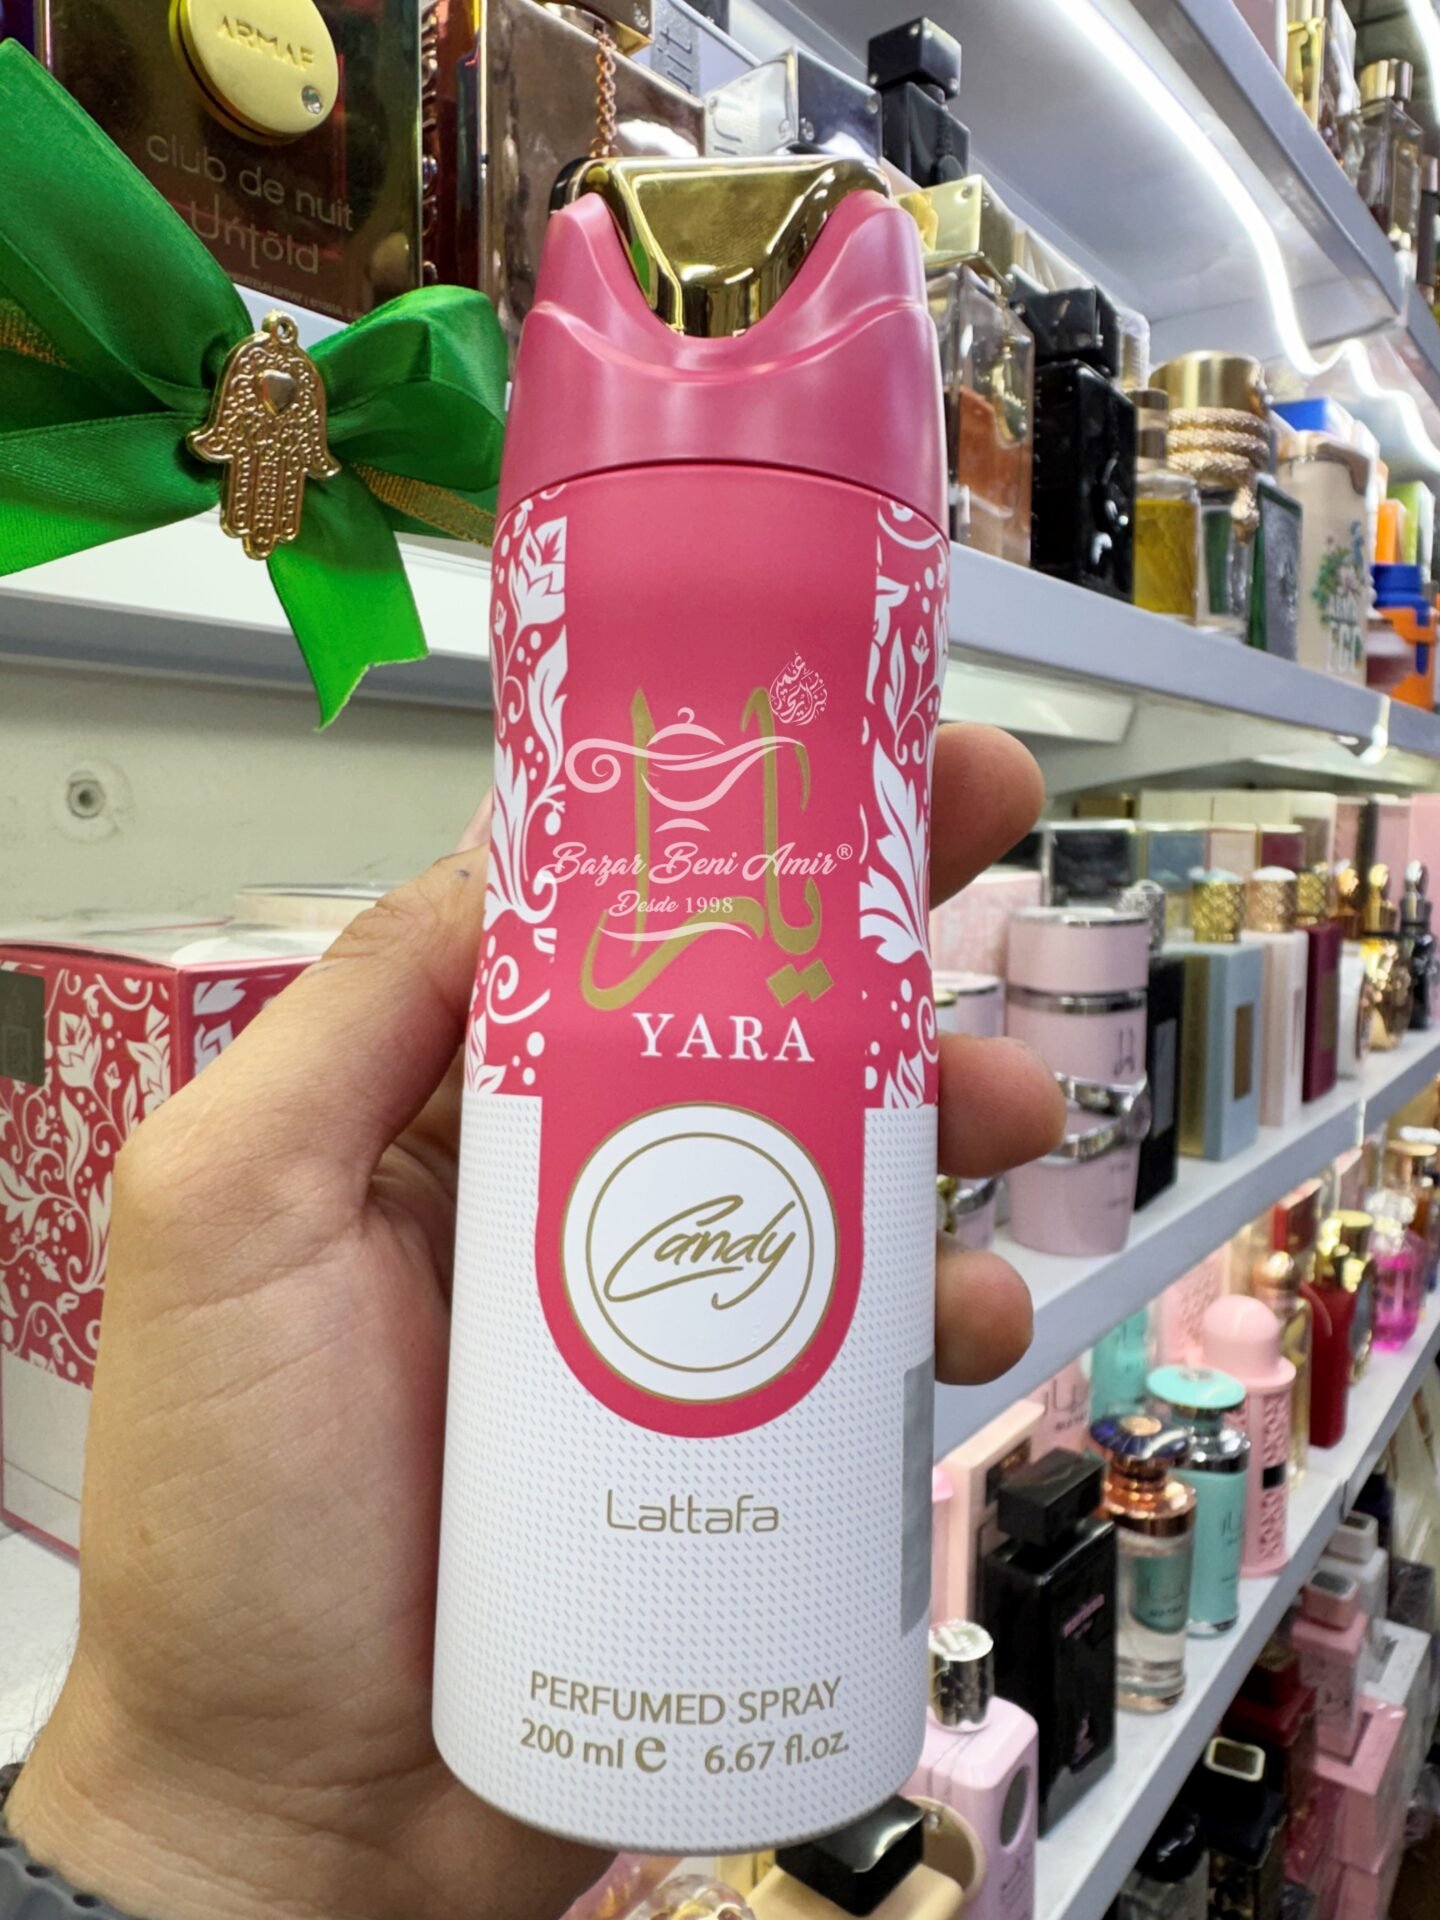 ARMAF
club de nuit
Untold
يارا
Bazar Beni Amir®
Desde 1998
YARA
Candy
Lattafa
PERFUMED SPRAY
200 ml e 6.67 fl.oz.